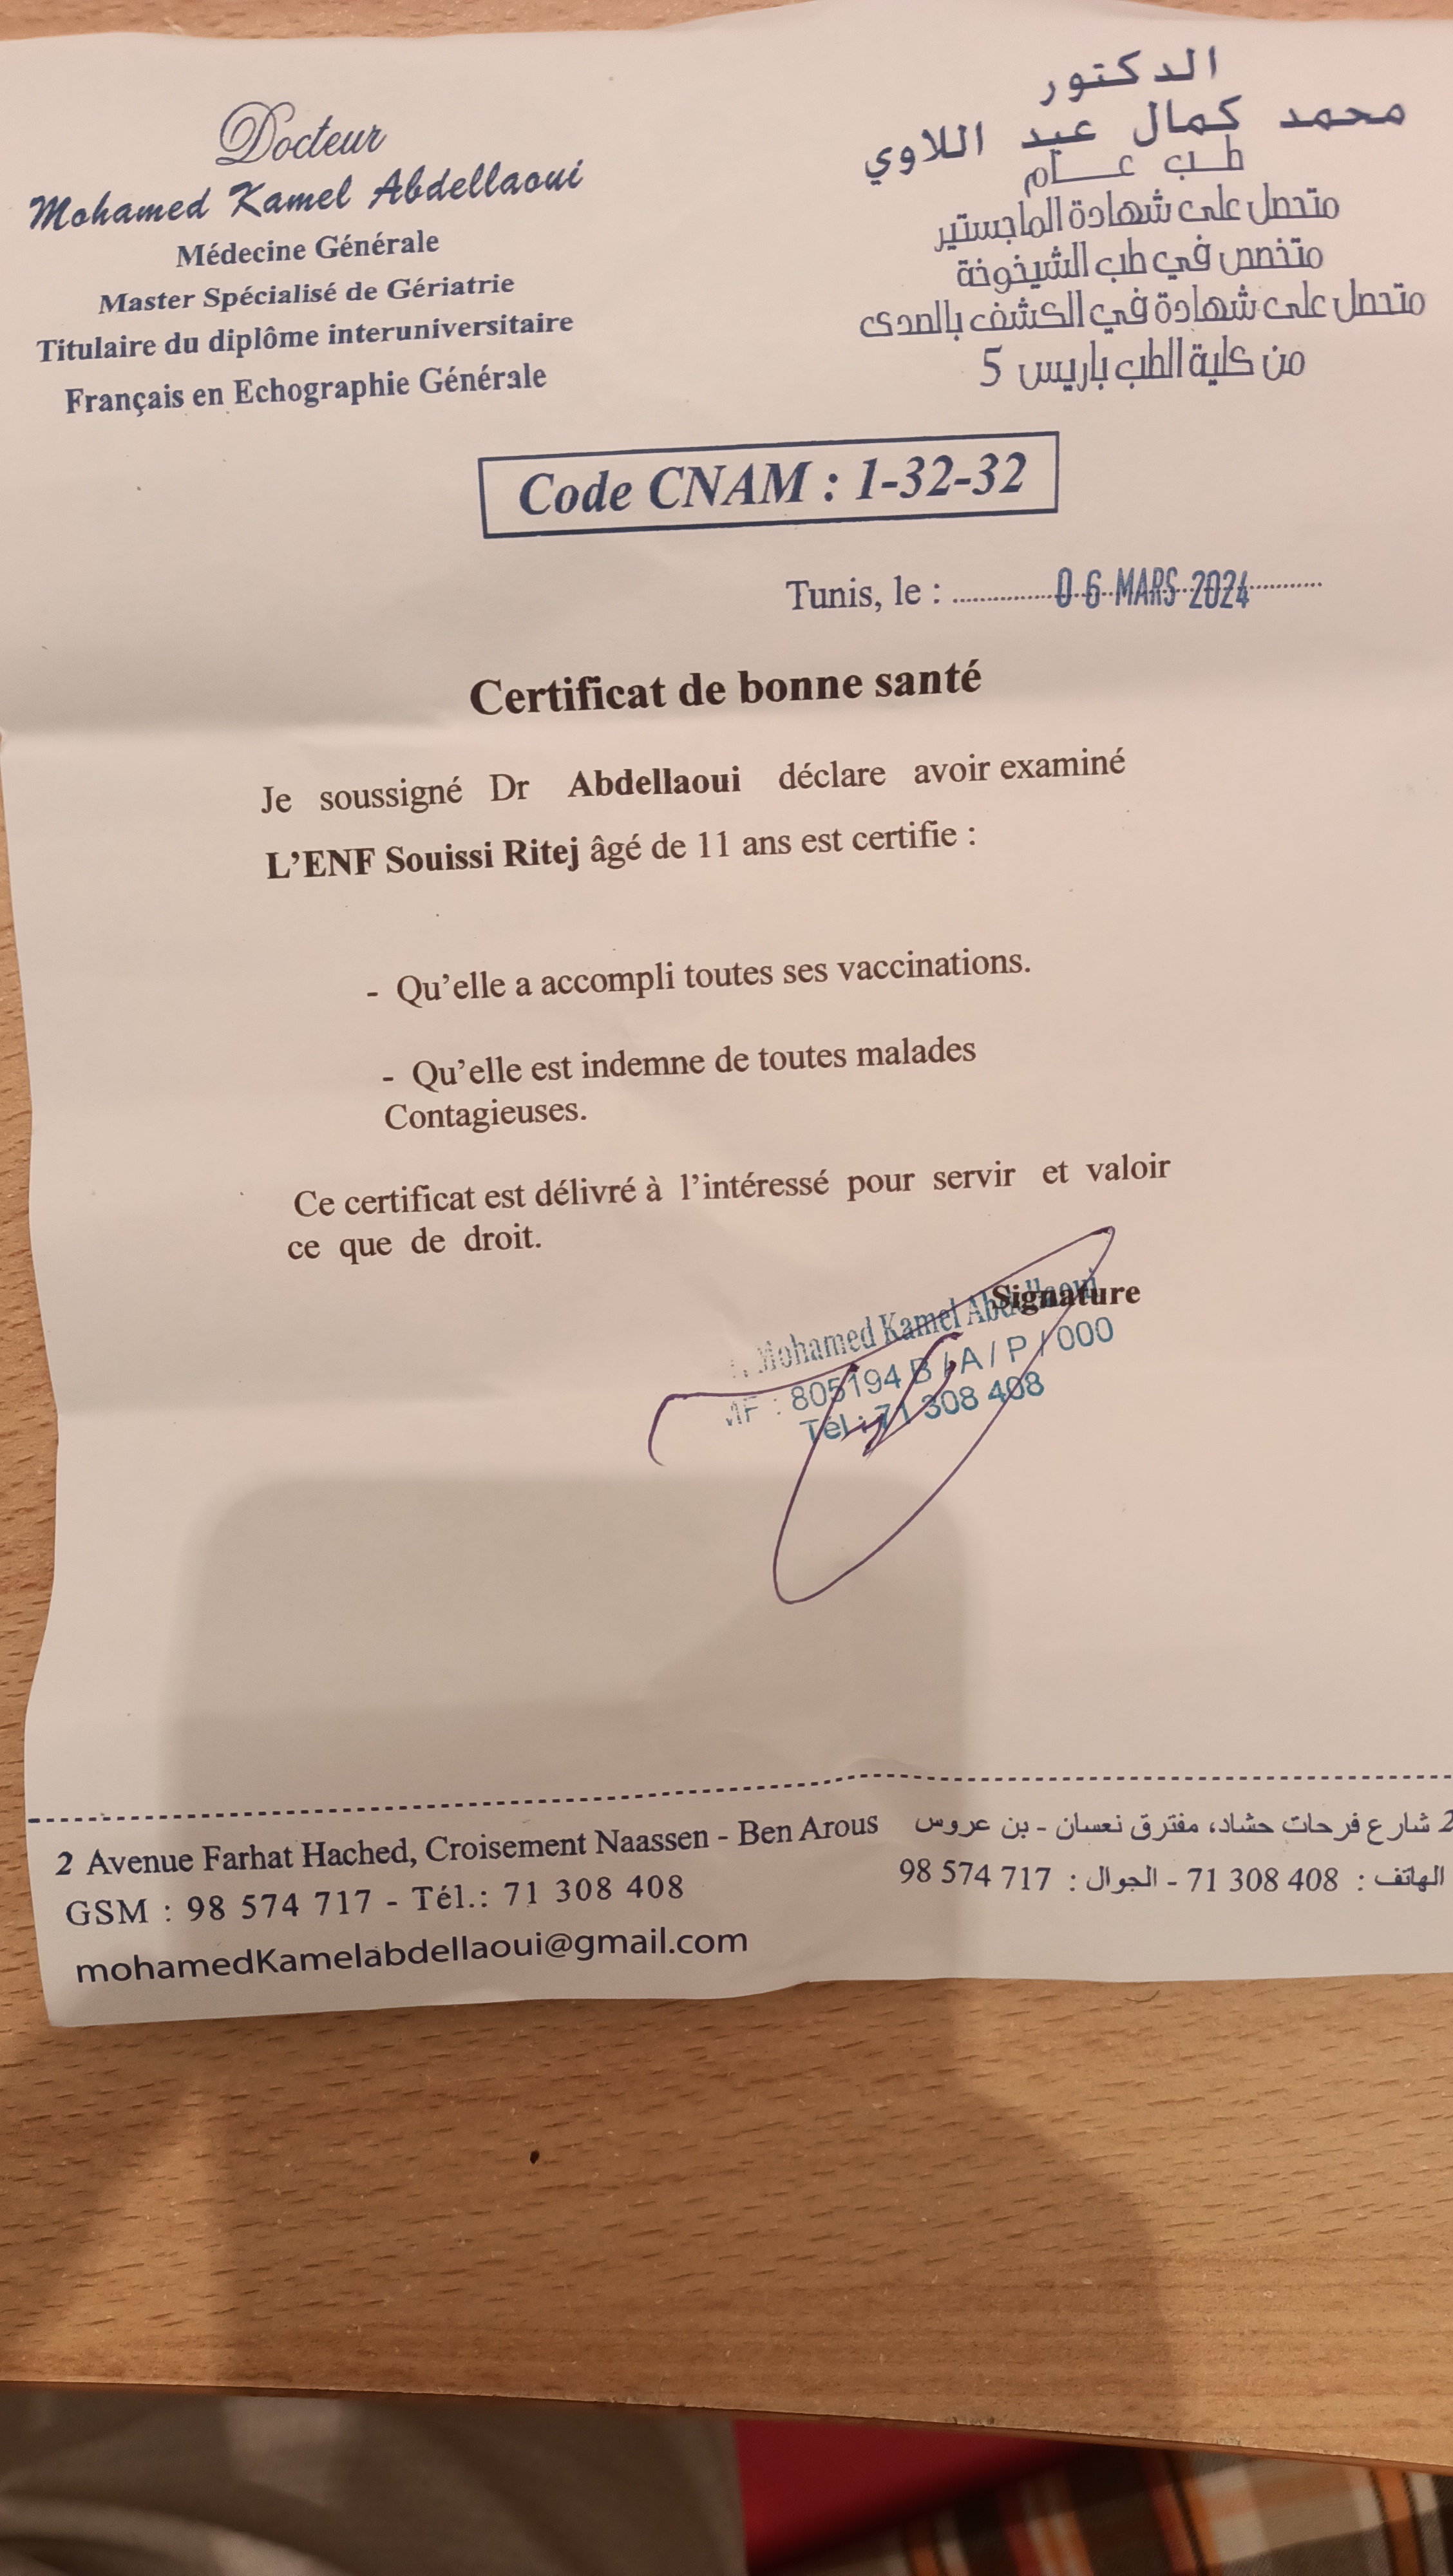 Docteur
Mohamed Kamel Abdellaoui
Médecine Générale
Master Spécialisé de Gériatrie
Titulaire du diplôme interuniversitaire
Français en Echographie Générale
الدكتور
محمد كمال عبد اللاوي
طب عام
متحصل على شهادة الماجستير
متخصص في طب الشيخوخة
متحصل على شهادة في الكشف بالصدى
من كلية الطب باريس 5
Code CNAM : 1-32-32
Tunis, le : 06 MARS 2024
Certificat de bonne santé
Je soussigné Dr Abdellaoui déclare avoir examiné
L'ENF Souissi Ritej âgé de 11 ans est certifie :
- Qu'elle a accompli toutes ses vaccinations.
- Qu'elle est indemne de toutes malades
Contagieuses.
Ce certificat est délivré à l'intéressé pour servir et valoir
ce que de droit.
Signature
Mohamed Kamel Abdellaoui
MF : 805194 B / A / P / 000
Tél.: 71 308 408
2 Avenue Farhat Hached, Croisement Naassen - Ben Arous
GSM : 98 574 717 - Tél.: 71 308 408
mohamedKamelabdellaoui@gmail.com
2 شارع فرحات حشاد، مفترق نعسان - بن عروس
الهاتف : 71 308 408 - الجوال : 98 574 717